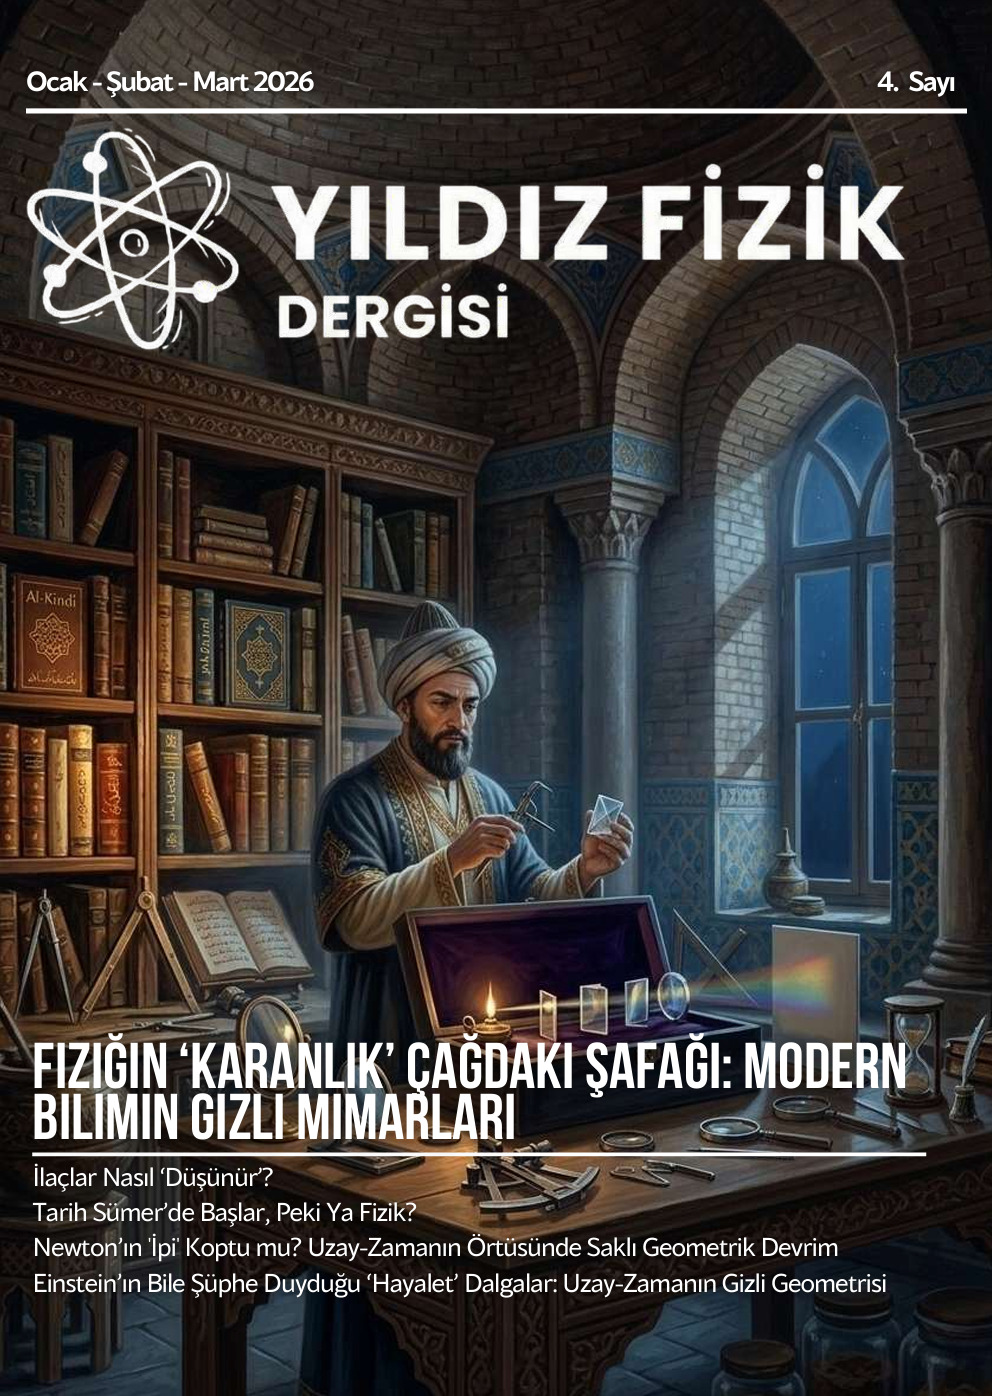 Ocak - Şubat - Mart 2026
4. Sayı
YILDIZ FİZİK
DERGİSİ
Al-Kindi
FIZIĞIN ‘KARANLIK’ ÇAĞDAKI ŞAFAĞI: MODERN
BILIMIN GIZLI MIMARLARI
İlaçlar Nasıl ‘Düşünür’?
Tarih Sümer’de Başlar, Peki Ya Fizik?
Newton’ın 'İpi' Koptu mu? Uzay-Zamanın Örtüsünde Saklı Geometrik Devrim
Einstein’ın Bile Şüphe Duyduğu ‘Hayalet’ Dalgalar: Uzay-Zamanın Gizli Geometrisi